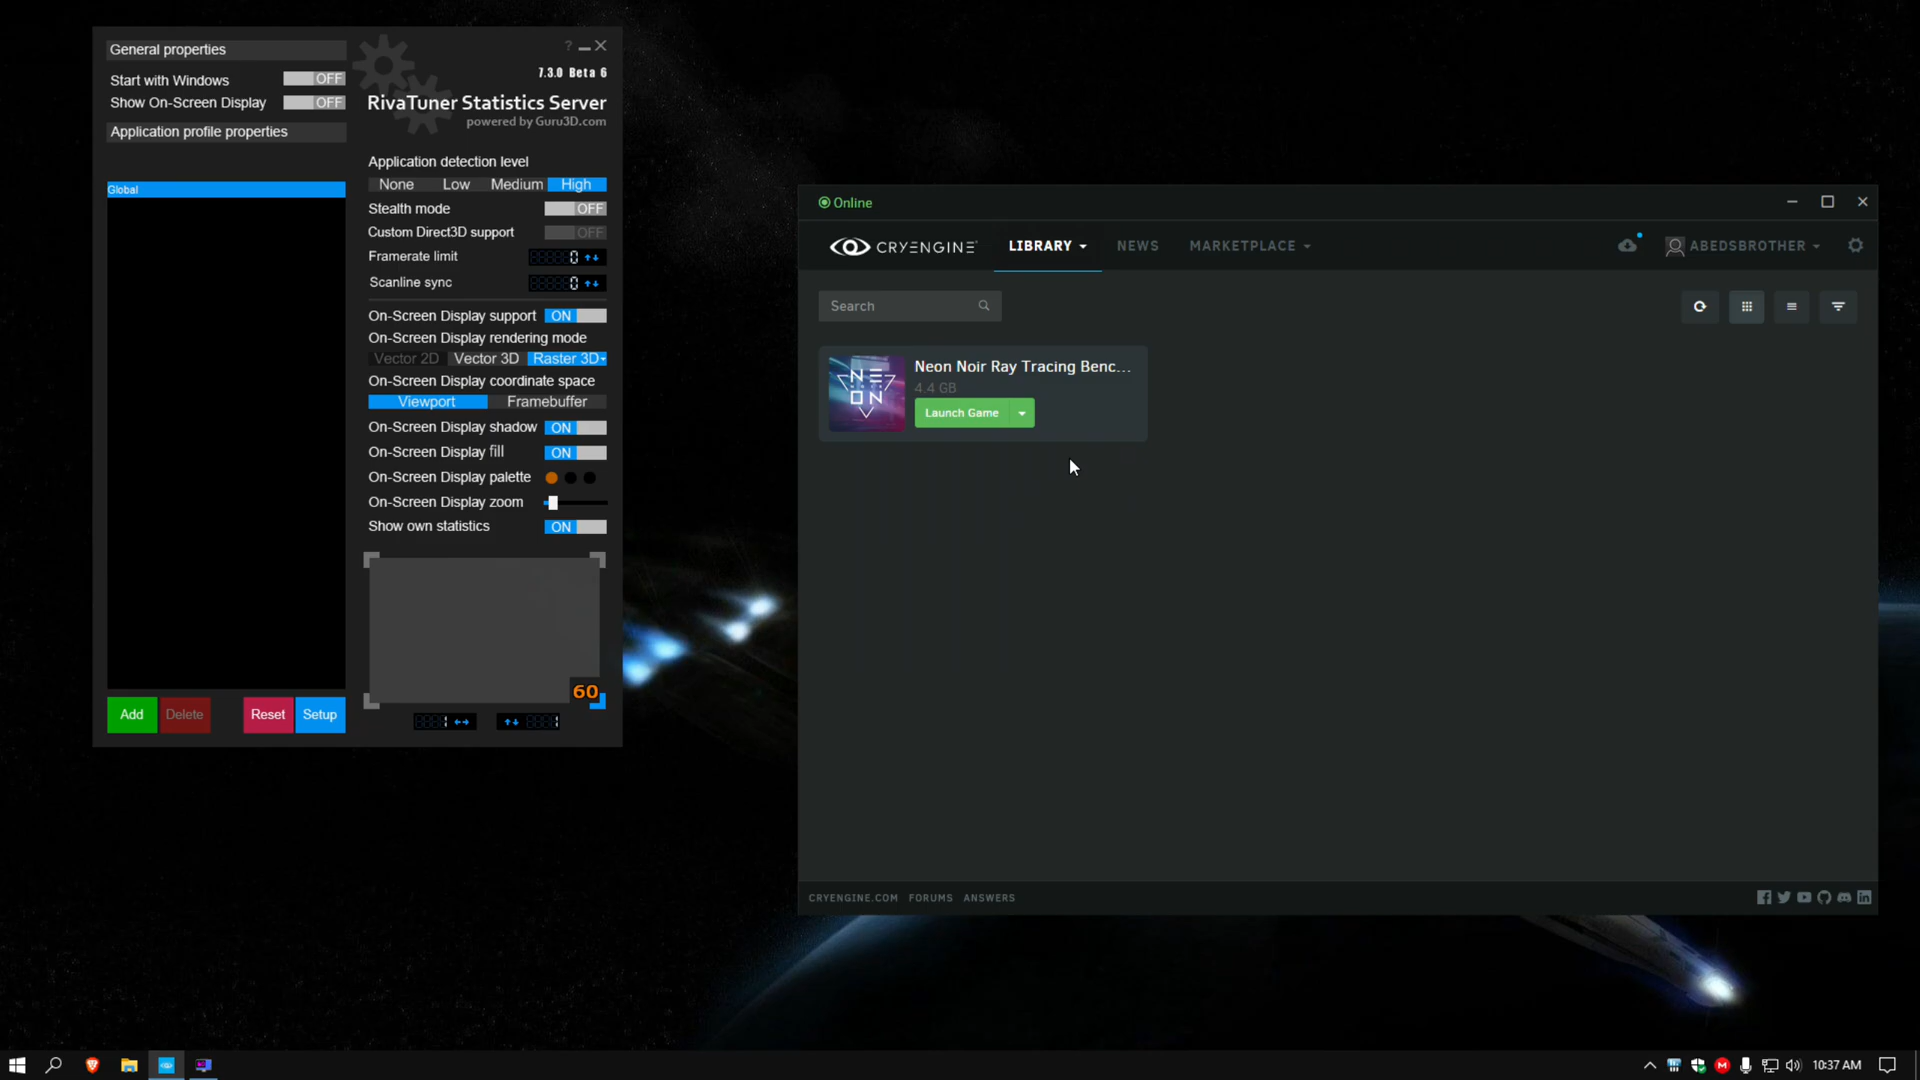 General properties
Start with Windows OFF
Show On-Screen Display OFF
Application profile properties
Global
Add Delete Reset Setup
?
7.3.0 Beta 6
RivaTuner Statistics Server
powered by Guru3D.com
Application detection level
None Low Medium High
Stealth mode OFF
Custom Direct3D support OFF
Framerate limit 0
Scanline sync 0
On-Screen Display support ON
On-Screen Display rendering mode
Vector 2D Vector 3D Raster 3D
On-Screen Display coordinate space
Viewport Framebuffer
On-Screen Display shadow ON
On-Screen Display fill ON
On-Screen Display palette
On-Screen Display zoom
Show own statistics ON
60
1 1
Online
CRYENGINE LIBRARY NEWS MARKETPLACE ABEDSBROTHER
Search
Neon Noir Ray Tracing Benc...
4.4 GB
Launch Game
NE
ON
CRYENGINE.COM FORUMS ANSWERS
10:37 AM